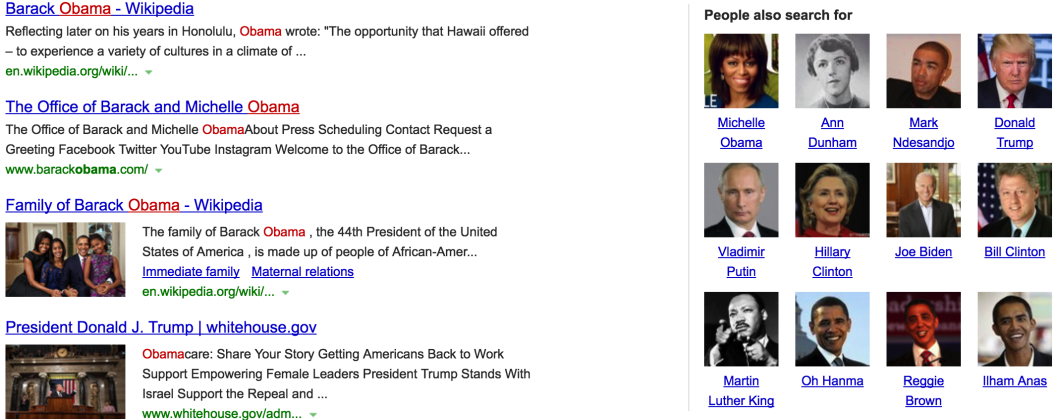 Barack Obama - Wikipedia
Reflecting later on his years in Honolulu, Obama wrote: "The opportunity that Hawaii offered
– to experience a variety of cultures in a climate of ...
en.wikipedia.org/wiki/...
The Office of Barack and Michelle Obama
The Office of Barack and Michelle ObamaAbout Press Scheduling Contact Request a
Greeting Facebook Twitter YouTube Instagram Welcome to the Office of Barack...
www.barackobama.com/
Family of Barack Obama - Wikipedia
The family of Barack Obama , the 44th President of the United
States of America , is made up of people of African-Amer...
Immediate family Maternal relations
en.wikipedia.org/wiki/...
President Donald J. Trump | whitehouse.gov
Obamacare: Share Your Story Getting Americans Back to Work
Support Empowering Female Leaders President Trump Stands With
Israel Support the Repeal and ...
www.whitehouse.gov/adm...
People also search for
LE
Michelle
Obama
Ann
Dunham
Mark
Ndesandjo
Donald
Trump
Vladimir
Putin
Hillary
Clinton
Joe Biden
Bill Clinton
Martin
Luther King
Oh Hanma
Reggie
Brown
Ilham Anas